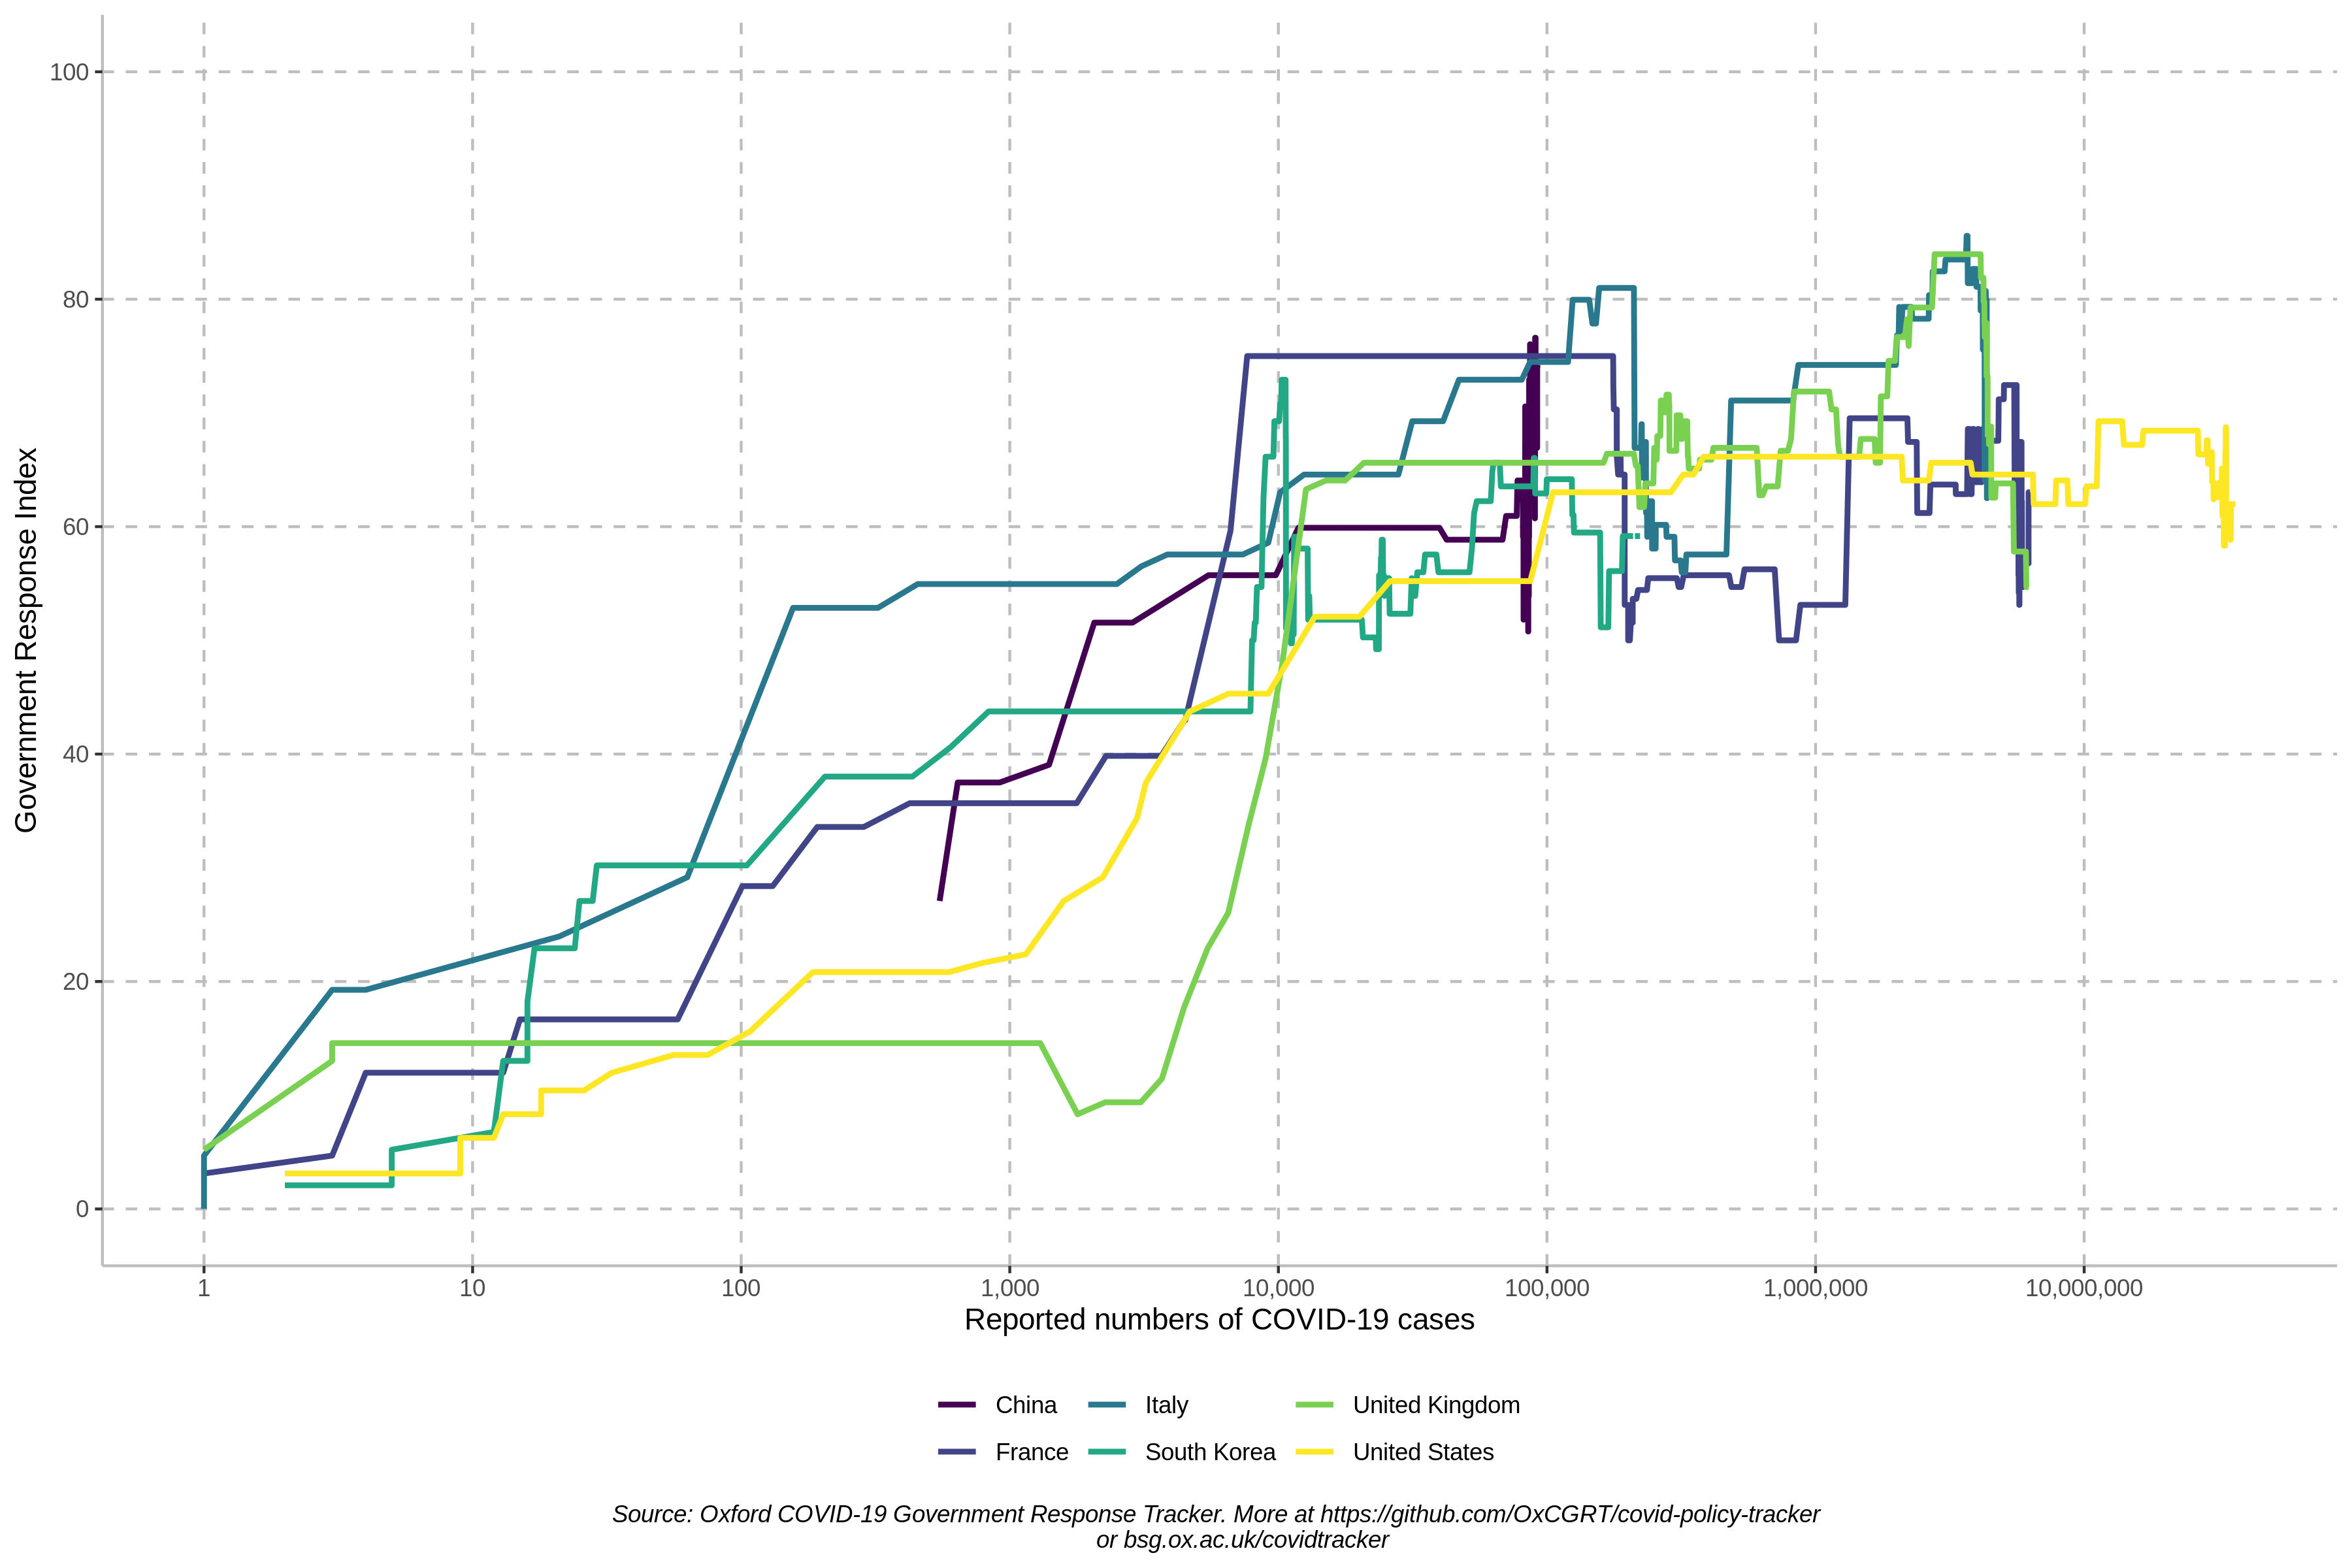 100
80
60
40
20
0
Government Response Index
1 10 100 1,000 10,000 100,000 1,000,000 10,000,000
Reported numbers of COVID-19 cases
China Italy United Kingdom
France South Korea United States
Source: Oxford COVID-19 Government Response Tracker. More at https://github.com/OxCGRT/covid-policy-tracker
or bsg.ox.ac.uk/covidtracker